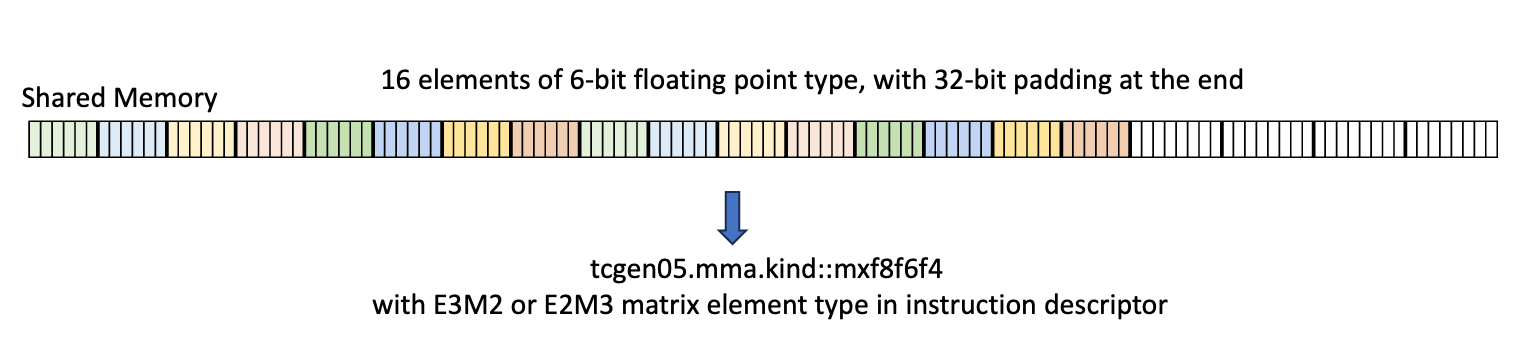 16 elements of 6-bit floating point type, with 32-bit padding at the end
Shared Memory
tcgen05.mma.kind::mxf8f6f4
with E3M2 or E2M3 matrix element type in instruction descriptor